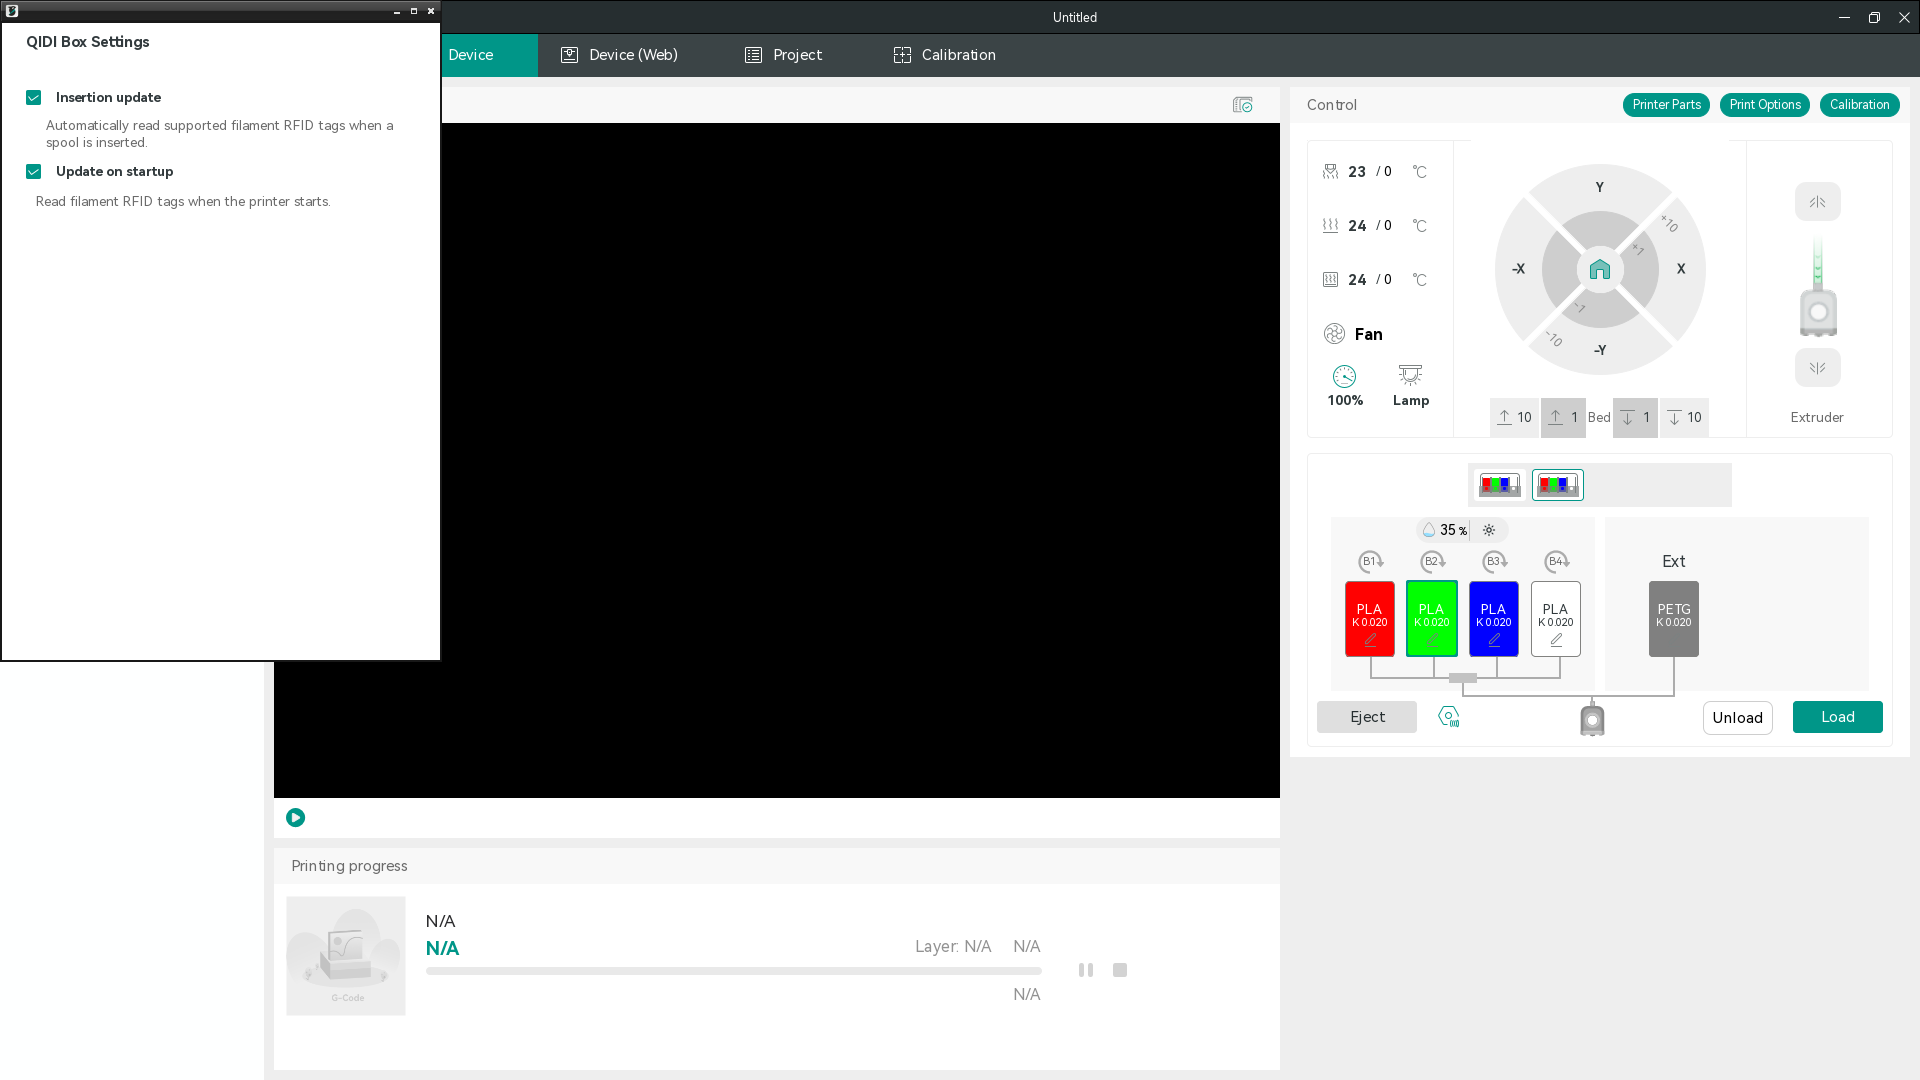 Untitled
QIDI Box Settings
Insertion update
Automatically read supported filament RFID tags when a
spool is inserted.
Update on startup
Read filament RFID tags when the printer starts.
Device
Device (Web)
Project
Calibration
Control
Printer Parts
Print Options
Calibration
23 / 0 ℃
24 / 0 ℃
24 / 0 ℃
Fan
100%
Lamp
Y
-X
X
-Y
+10
+1
-1
-10
10
1
Bed
1
10
Extruder
35 %
B1
B2
B3
B4
PLA
K 0.020
PLA
K 0.020
PLA
K 0.020
PLA
K 0.020
Ext
PETG
K 0.020
Eject
Unload
Load
Printing progress
G-Code
N/A
N/A
Layer: N/A
N/A
N/A